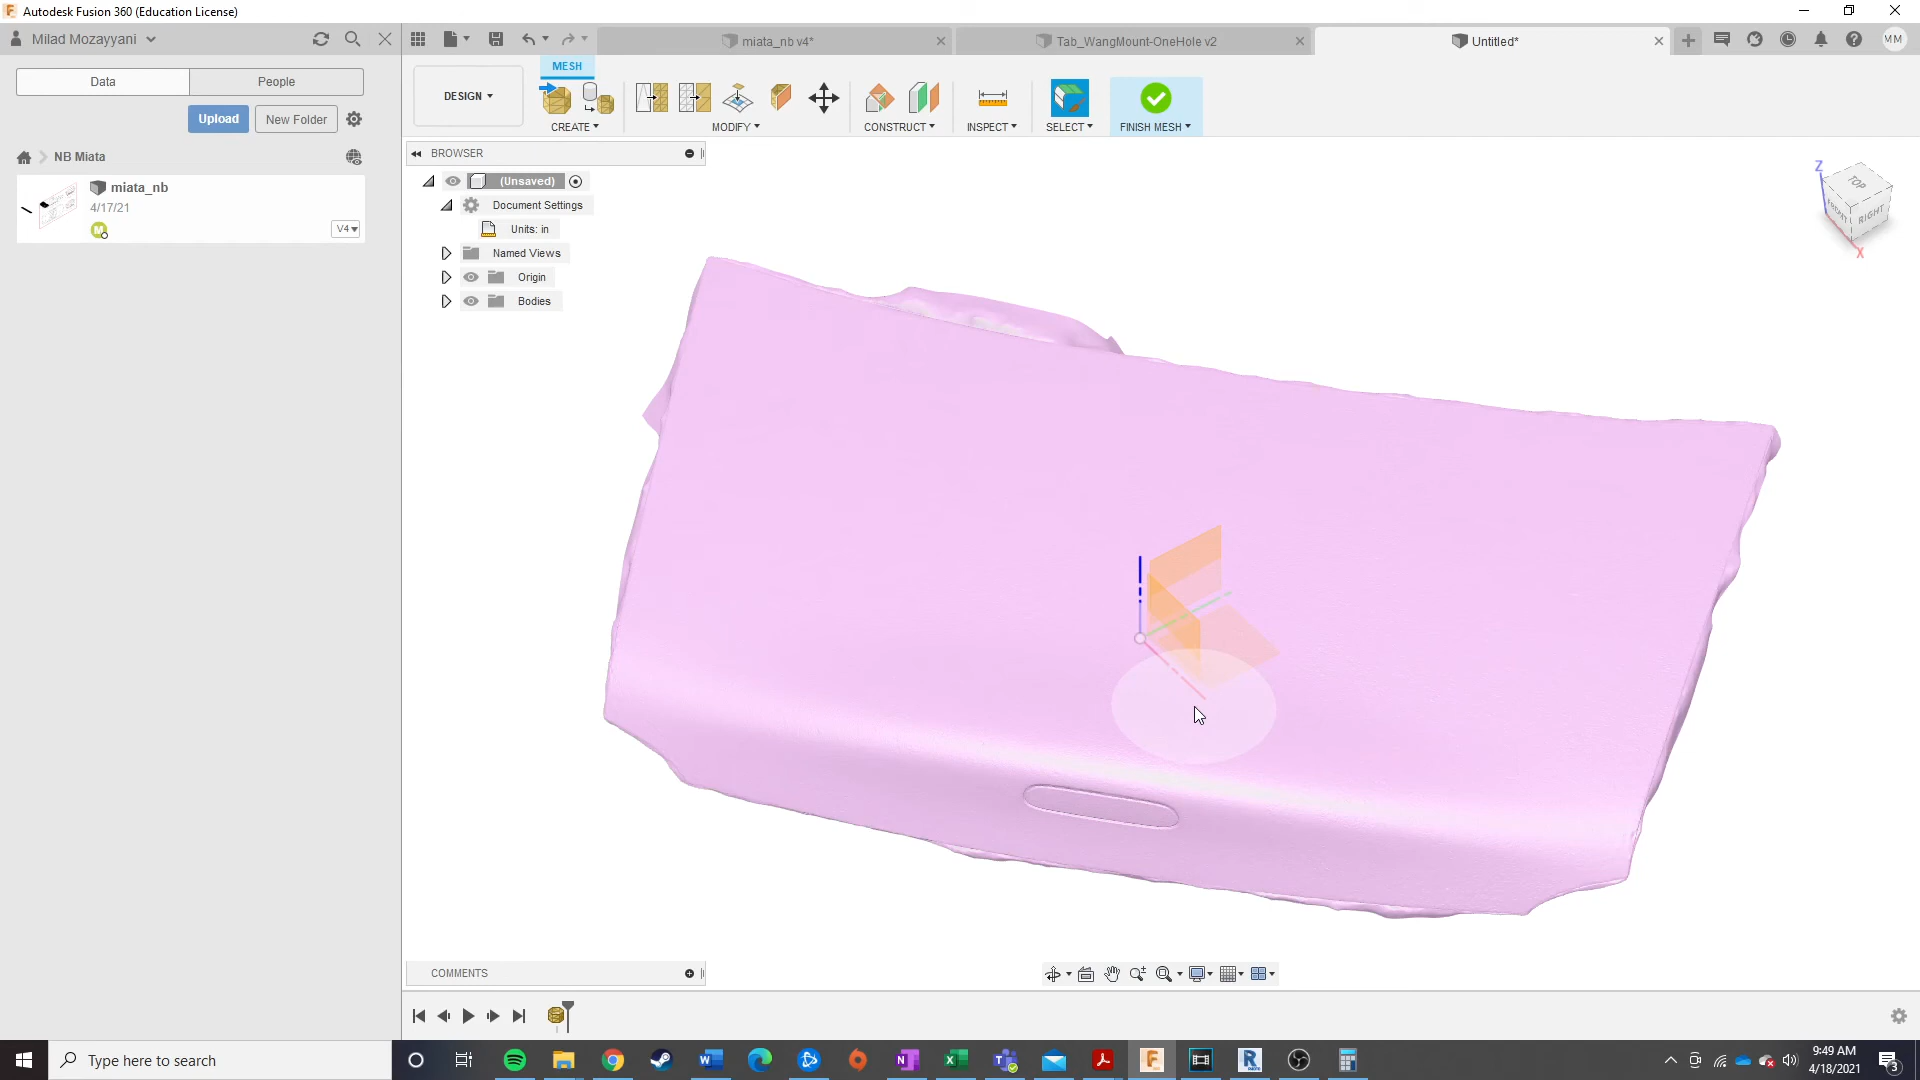 Autodesk Fusion 360 (Education License)
Milad Mozayyani
miata_nb v4*
Tab_WangMount-OneHole v2
Untitled*
MM
Data
People
MESH
DESIGN
Upload
New Folder
CREATE
MODIFY
CONSTRUCT
INSPECT
SELECT
FINISH MESH
NB Miata
BROWSER
miata_nb
4/17/21
M
V4
(Unsaved)
Document Settings
Units: in
Named Views
Origin
Bodies
Z
TOP
FRONT
RIGHT
X
COMMENTS
Type here to search
9:49 AM
4/18/2021
3